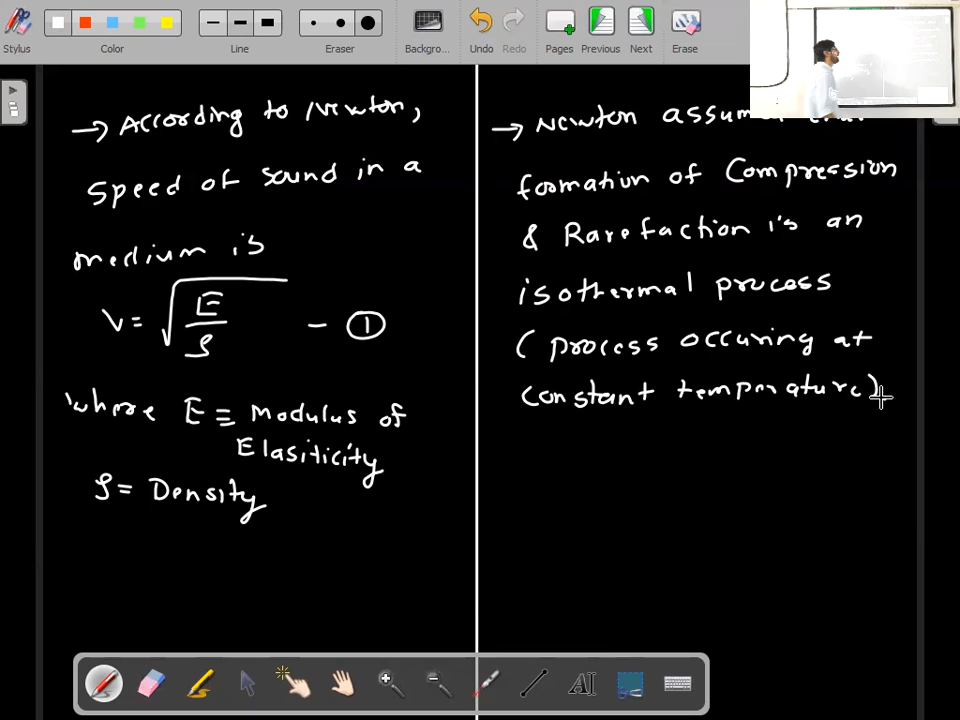 Stylus
Color
Line
Eraser
Backgro...
Undo
Redo
Pages
Previous
Next
Erase
→ According to Newton,
Speed of sound in a
medium is
V = √E/ρ - ①
where E ≡ Modulus of
Elasiticity
ρ = Density
→ Newton
formation of Compression
& Rarefaction is an
isothermal process
( process occuring at
constant temperature)